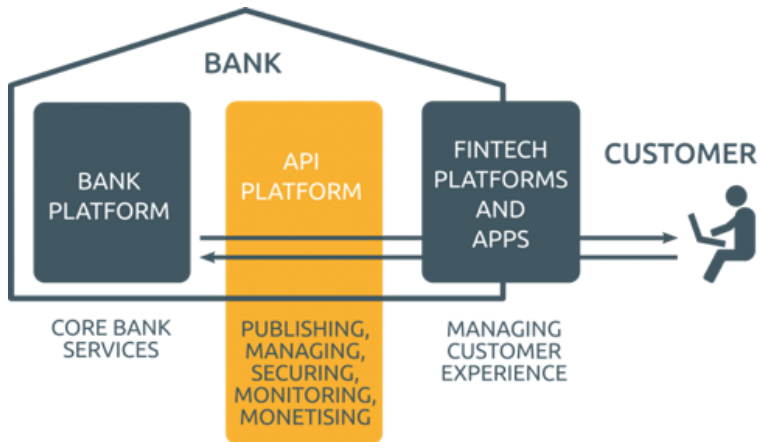 BANK
BANK
PLATFORM
API
PLATFORM
FINTECH
PLATFORMS
AND
APPS
CUSTOMER
CORE BANK
SERVICES
PUBLISHING,
MANAGING,
SECURING,
MONITORING,
MONETISING
MANAGING
CUSTOMER
EXPERIENCE